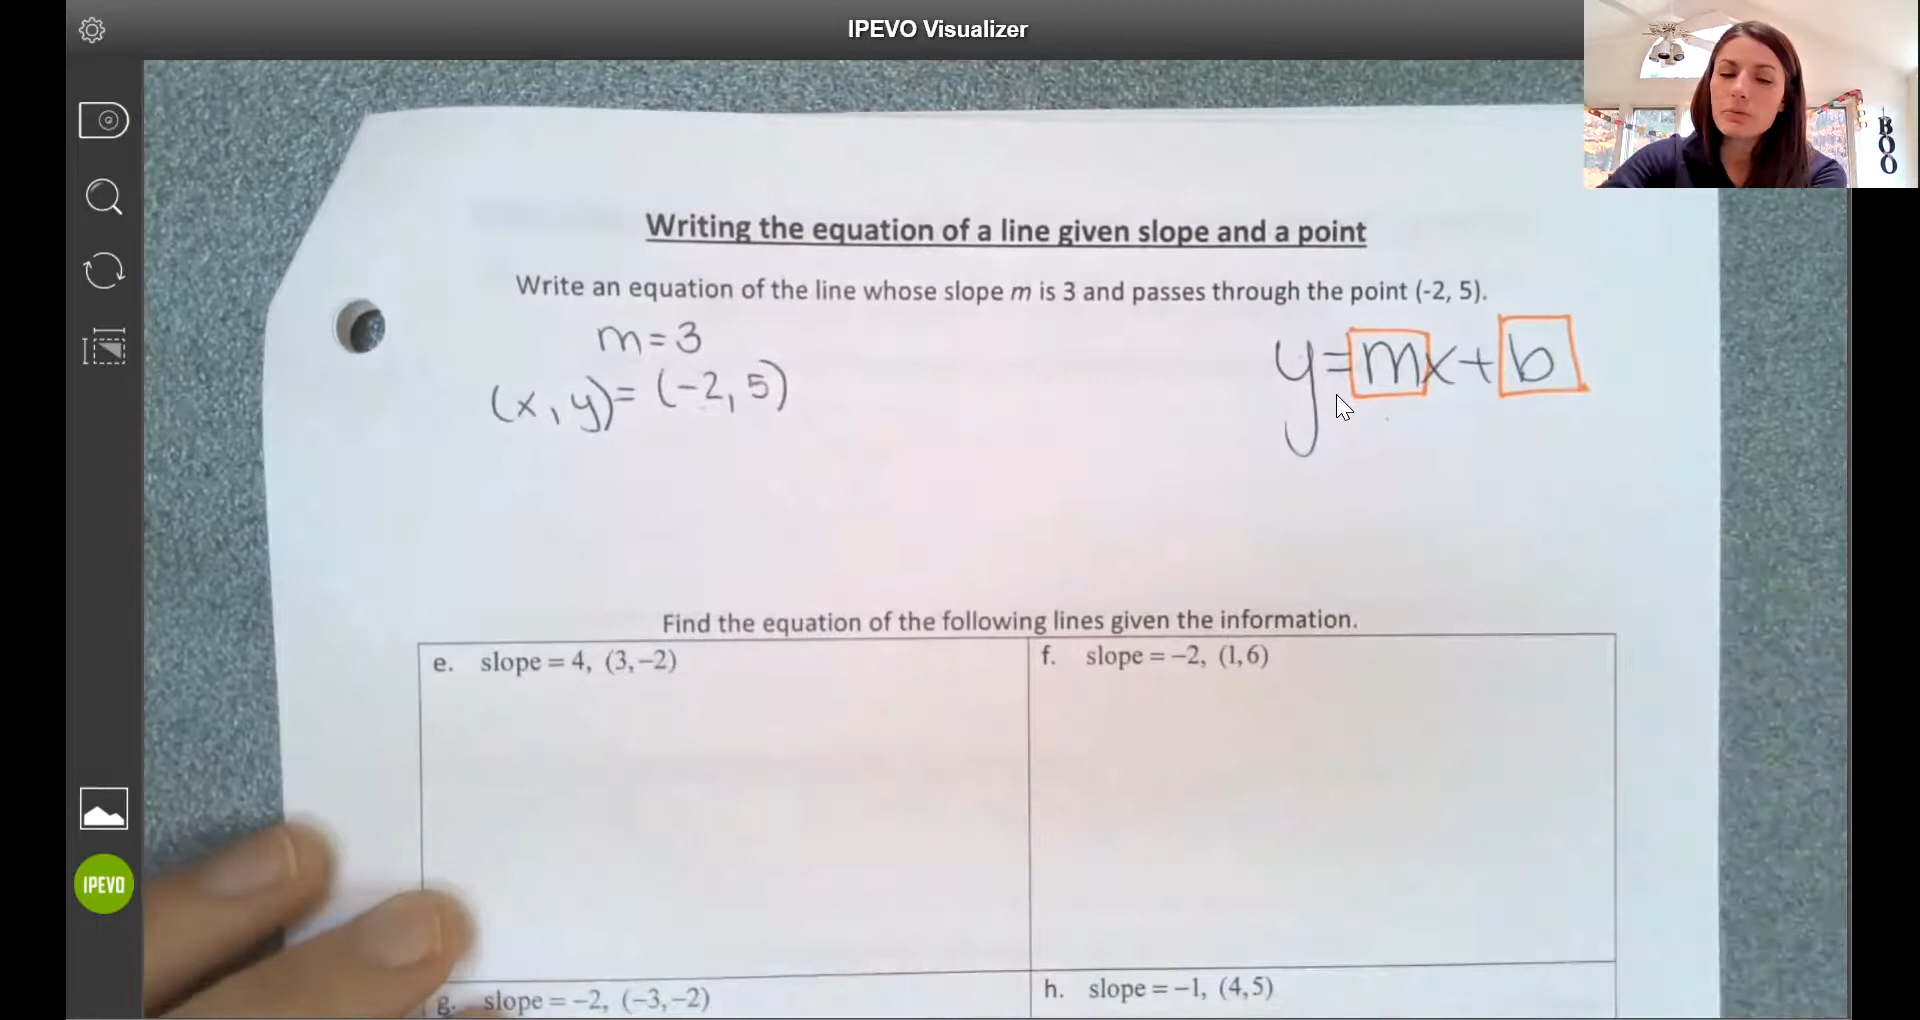 IPEVO Visualizer
BOO
Writing the equation of a line given slope and a point
Write an equation of the line whose slope m is 3 and passes through the point (-2, 5).
m = 3
(x, y) = (-2, 5)
y = mx + b
y
Find the equation of the following lines given the information.
e. slope = 4, (3,−2)
f. slope = −2, (1,6)
IPEVO
g. slope = −2, (−3,−2)
h. slope = −1, (4,5)